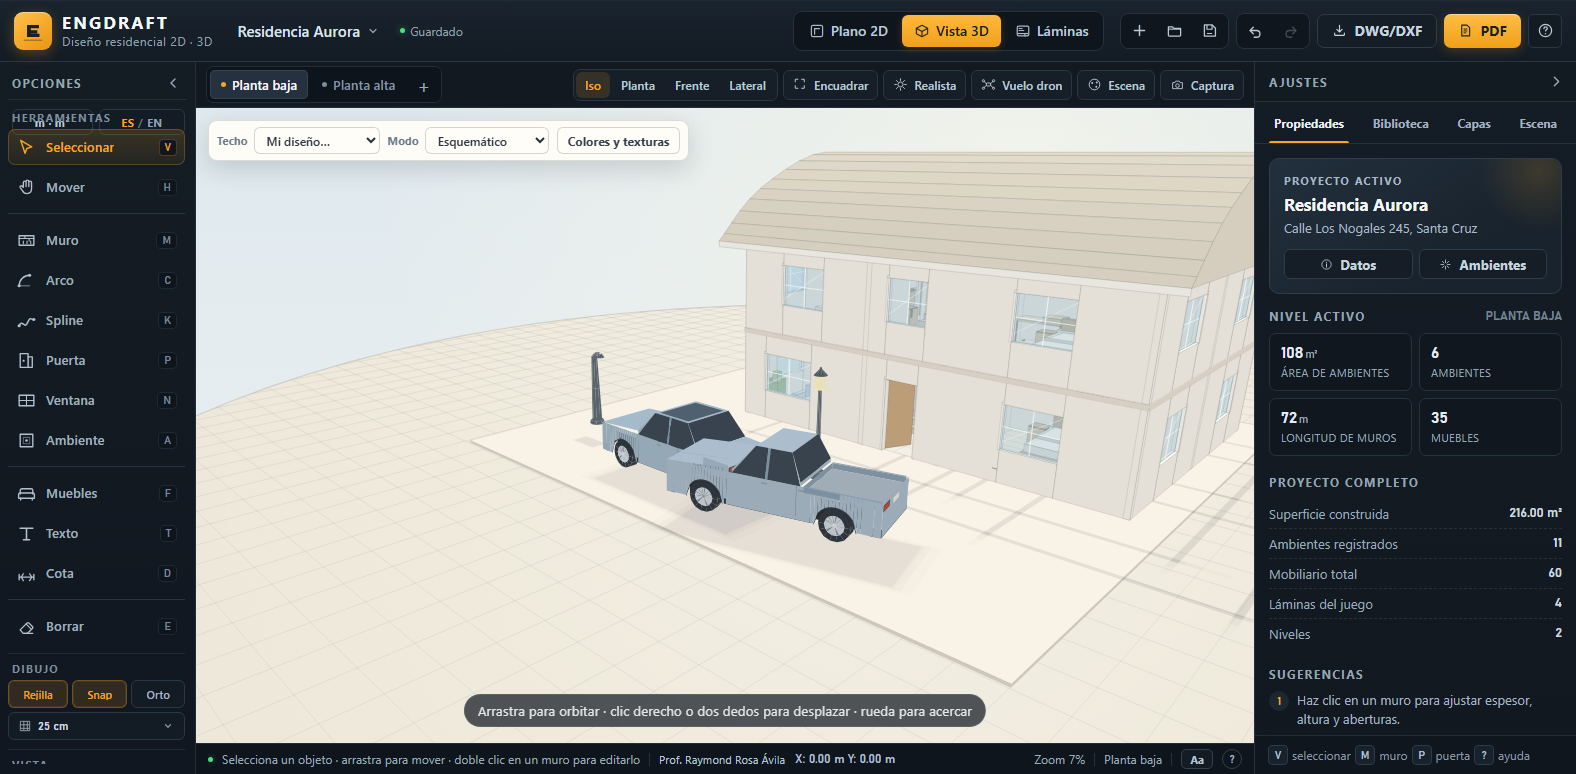 E ENGDRAFT
Diseño residencial 2D · 3D
Residencia Aurora
Guardado
Plano 2D
Vista 3D
Láminas
DWG/DXF
PDF
OPCIONES
m · m²
ES / EN
HERRAMIENTAS
Seleccionar V
Mover H
Muro M
Arco C
Spline K
Puerta P
Ventana N
Ambiente A
Muebles F
Texto T
Cota D
Borrar E
DIBUJO
Rejilla Snap Orto
25 cm
Planta baja
Planta alta
+
Iso Planta Frente Lateral
Encuadrar
Realista
Vuelo dron
Escena
Captura
Techo Mi diseño... Modo Esquemático Colores y texturas
Arrastra para orbitar · clic derecho o dos dedos para desplazar · rueda para acercar
Selecciona un objeto · arrastra para mover · doble clic en un muro para editarlo
Prof. Raymond Rosa Ávila
X: 0.00 m Y: 0.00 m
Zoom 7%
Planta baja
Aa
?
AJUSTES
Propiedades Biblioteca Capas Escena
PROYECTO ACTIVO
Residencia Aurora
Calle Los Nogales 245, Santa Cruz
Datos
Ambientes
NIVEL ACTIVO PLANTA BAJA
108 m²
ÁREA DE AMBIENTES
6
AMBIENTES
72 m
LONGITUD DE MUROS
35
MUEBLES
PROYECTO COMPLETO
Superficie construida 216.00 m²
Ambientes registrados 11
Mobiliario total 60
Láminas del juego 4
Niveles 2
SUGERENCIAS
1 Haz clic en un muro para ajustar espesor,
altura y aberturas.
V seleccionar M muro P puerta ? ayuda